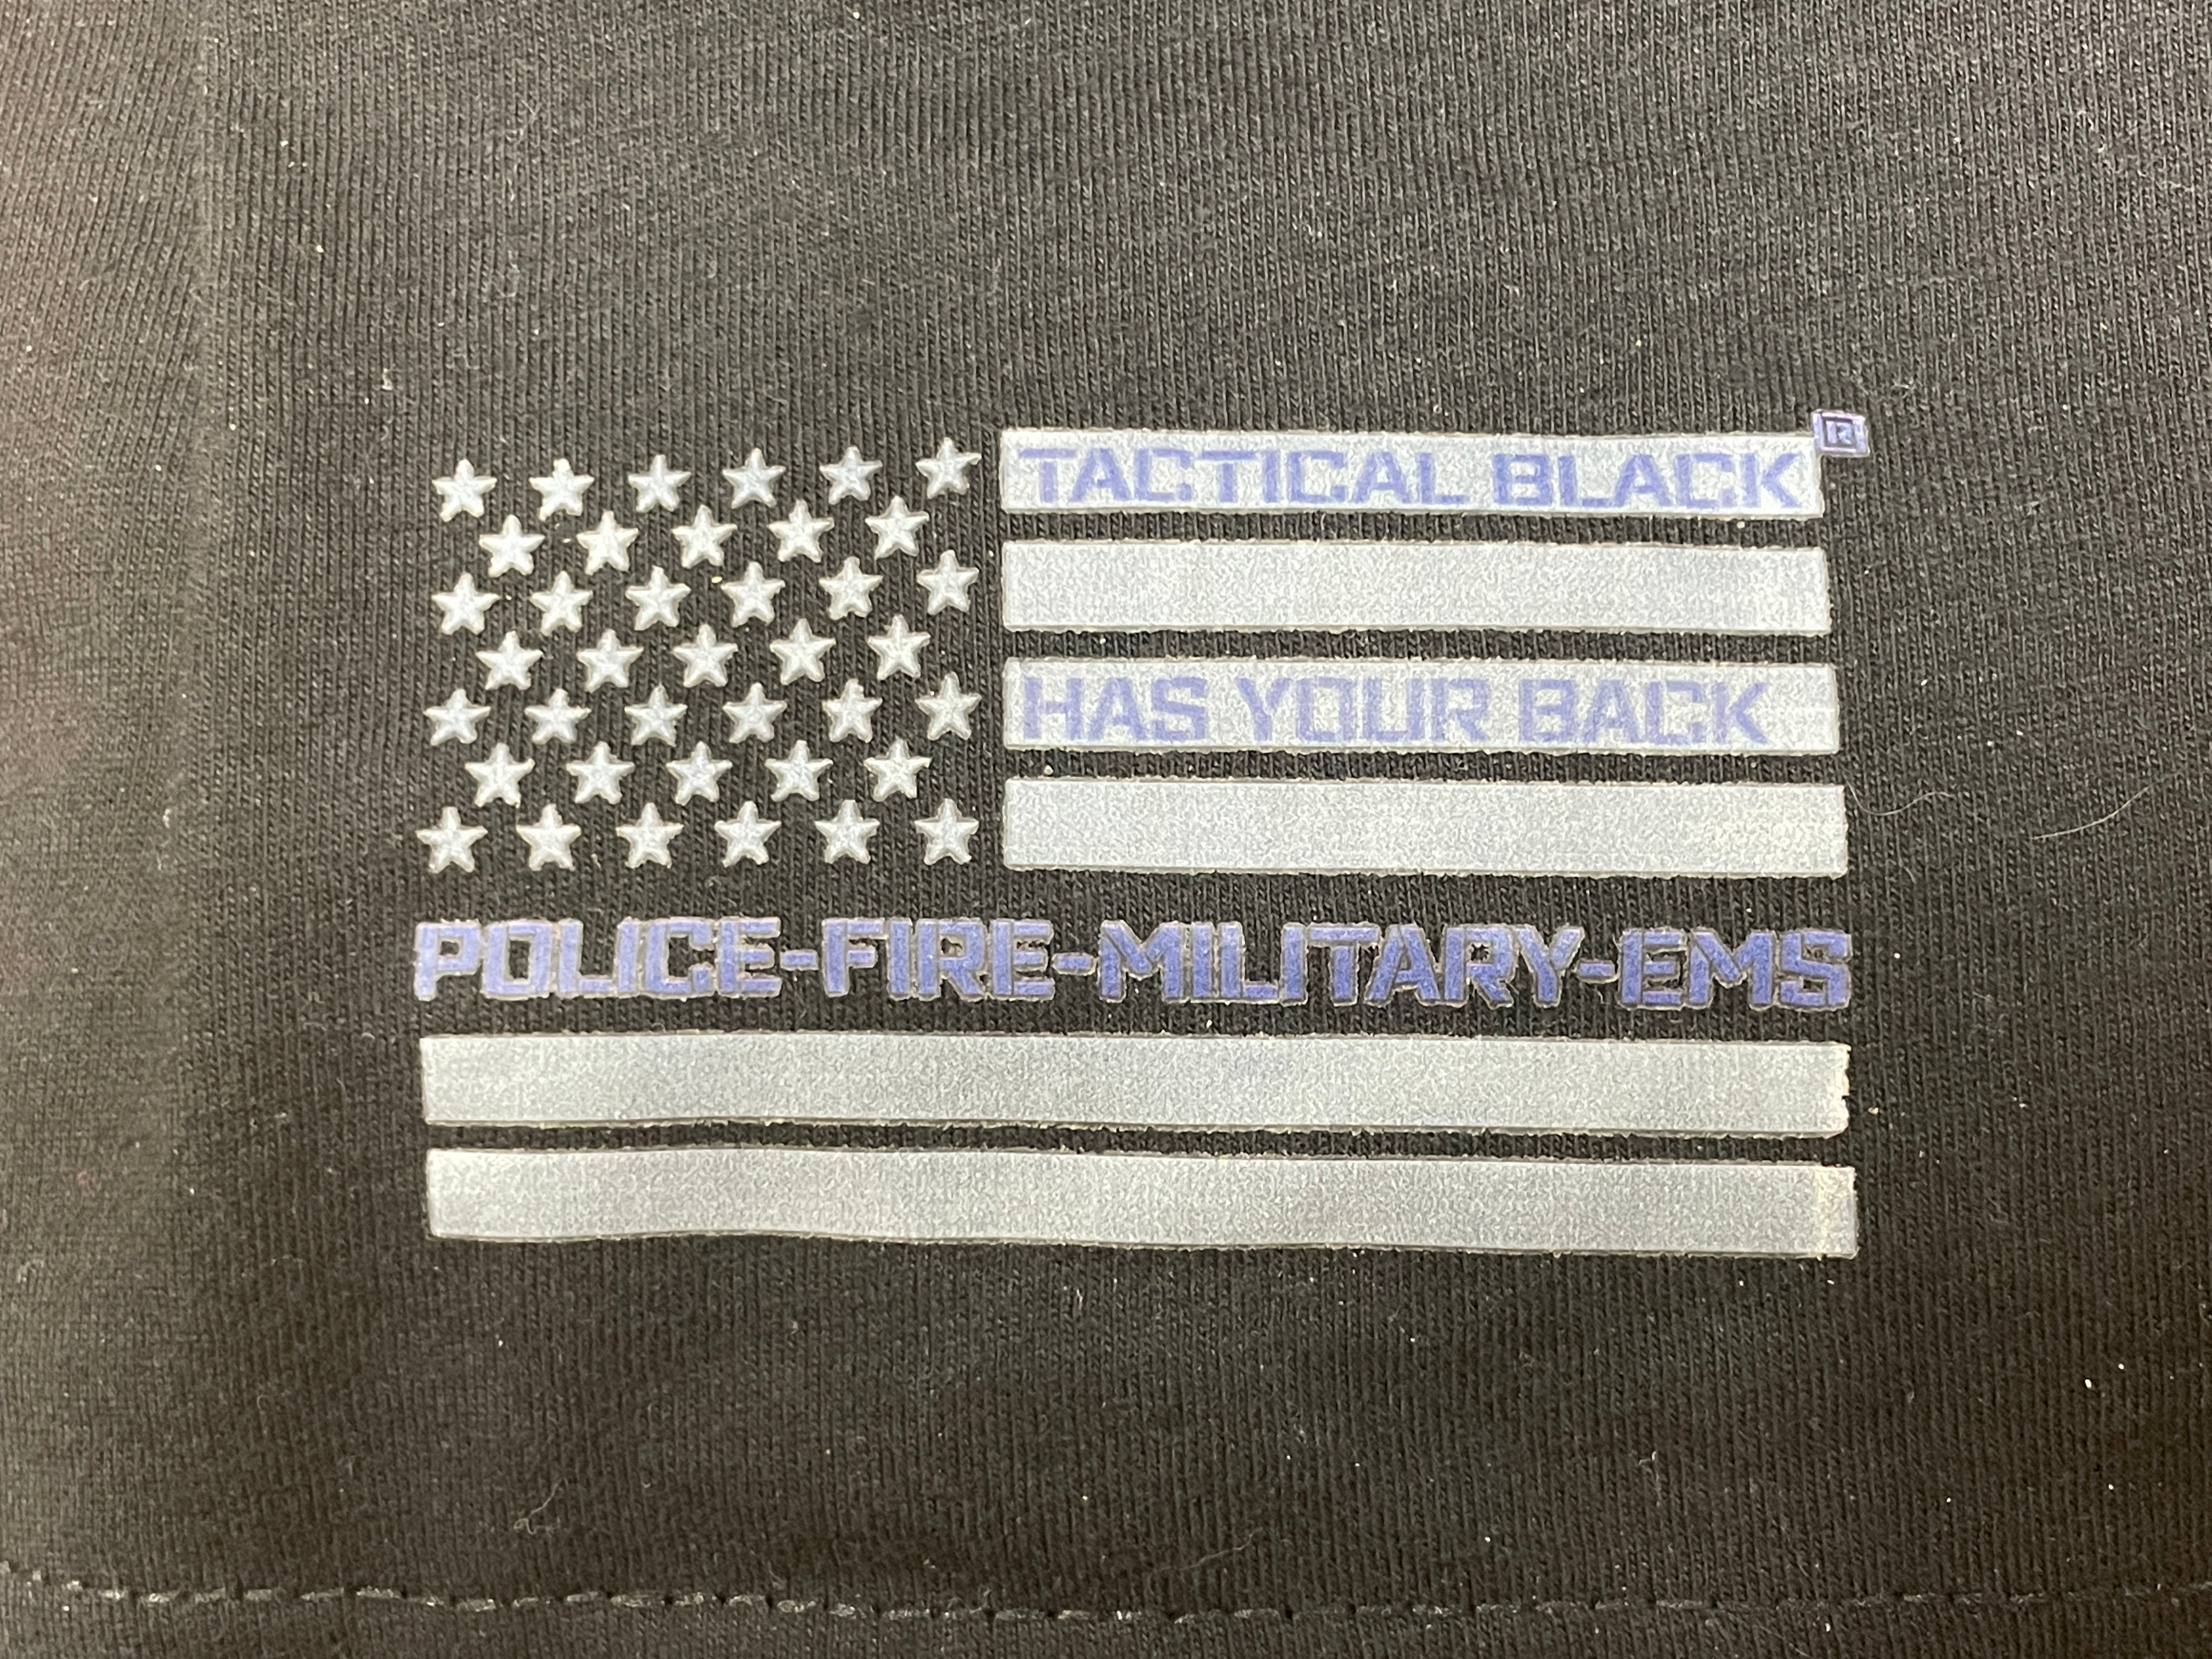 TACTICAL BLACK®
HAS YOUR BACK
POLICE-FIRE-MILITARY-EMS